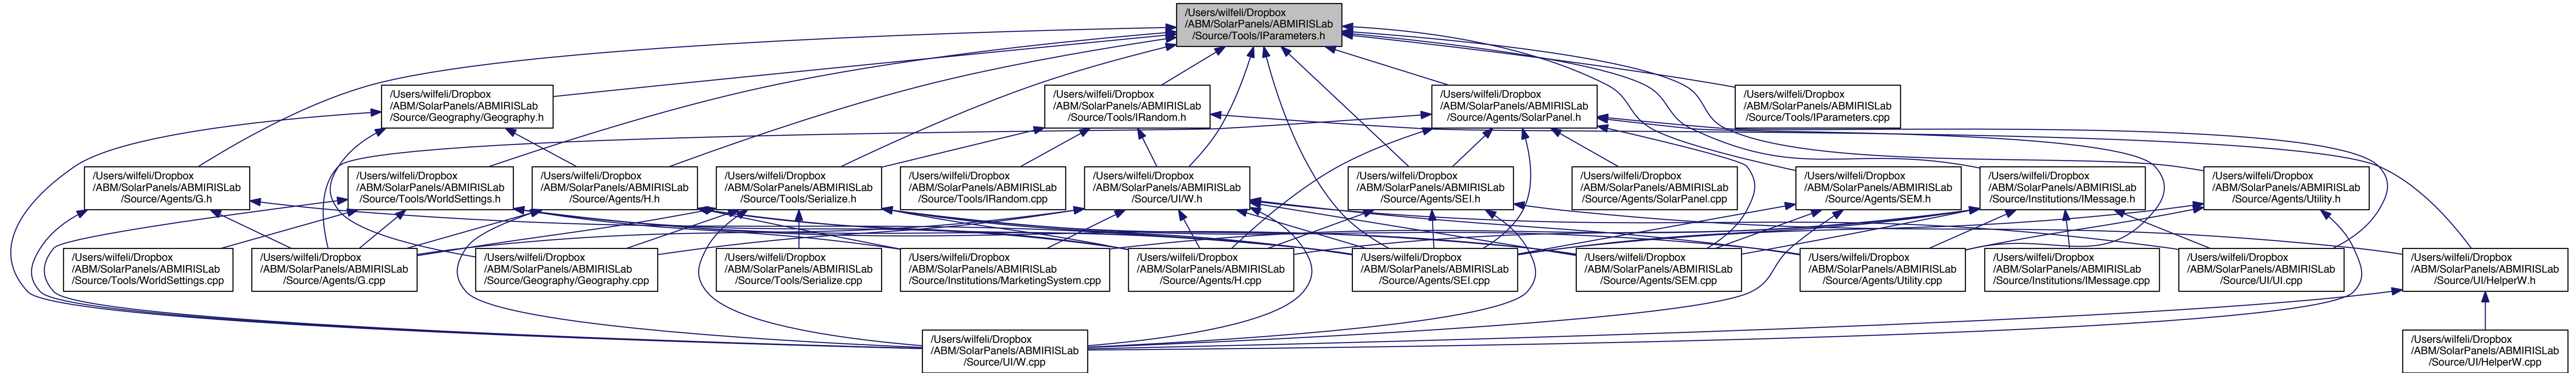 /Users/wilfeli/Dropbox
/ABM/SolarPanels/ABMIRISLab
/Source/Tools/IParameters.h
/Users/wilfeli/Dropbox
/ABM/SolarPanels/ABMIRISLab
/Source/Geography/Geography.h
/Users/wilfeli/Dropbox
/ABM/SolarPanels/ABMIRISLab
/Source/Tools/IRandom.h
/Users/wilfeli/Dropbox
/ABM/SolarPanels/ABMIRISLab
/Source/Agents/SolarPanel.h
/Users/wilfeli/Dropbox
/ABM/SolarPanels/ABMIRISLab
/Source/Tools/IParameters.cpp
/Users/wilfeli/Dropbox
/ABM/SolarPanels/ABMIRISLab
/Source/Agents/G.h
/Users/wilfeli/Dropbox
/ABM/SolarPanels/ABMIRISLab
/Source/Tools/WorldSettings.h
/Users/wilfeli/Dropbox
/ABM/SolarPanels/ABMIRISLab
/Source/Agents/H.h
/Users/wilfeli/Dropbox
/ABM/SolarPanels/ABMIRISLab
/Source/Tools/Serialize.h
/Users/wilfeli/Dropbox
/ABM/SolarPanels/ABMIRISLab
/Source/Tools/IRandom.cpp
/Users/wilfeli/Dropbox
/ABM/SolarPanels/ABMIRISLab
/Source/UI/W.h
/Users/wilfeli/Dropbox
/ABM/SolarPanels/ABMIRISLab
/Source/Agents/SEI.h
/Users/wilfeli/Dropbox
/ABM/SolarPanels/ABMIRISLab
/Source/Agents/SolarPanel.cpp
/Users/wilfeli/Dropbox
/ABM/SolarPanels/ABMIRISLab
/Source/Agents/SEM.h
/Users/wilfeli/Dropbox
/ABM/SolarPanels/ABMIRISLab
/Source/Institutions/IMessage.h
/Users/wilfeli/Dropbox
/ABM/SolarPanels/ABMIRISLab
/Source/Agents/Utility.h
/Users/wilfeli/Dropbox
/ABM/SolarPanels/ABMIRISLab
/Source/Tools/WorldSettings.cpp
/Users/wilfeli/Dropbox
/ABM/SolarPanels/ABMIRISLab
/Source/Agents/G.cpp
/Users/wilfeli/Dropbox
/ABM/SolarPanels/ABMIRISLab
/Source/Geography/Geography.cpp
/Users/wilfeli/Dropbox
/ABM/SolarPanels/ABMIRISLab
/Source/Tools/Serialize.cpp
/Users/wilfeli/Dropbox
/ABM/SolarPanels/ABMIRISLab
/Source/Institutions/MarketingSystem.cpp
/Users/wilfeli/Dropbox
/ABM/SolarPanels/ABMIRISLab
/Source/Agents/H.cpp
/Users/wilfeli/Dropbox
/ABM/SolarPanels/ABMIRISLab
/Source/Agents/SEI.cpp
/Users/wilfeli/Dropbox
/ABM/SolarPanels/ABMIRISLab
/Source/Agents/SEM.cpp
/Users/wilfeli/Dropbox
/ABM/SolarPanels/ABMIRISLab
/Source/Agents/Utility.cpp
/Users/wilfeli/Dropbox
/ABM/SolarPanels/ABMIRISLab
/Source/Institutions/IMessage.cpp
/Users/wilfeli/Dropbox
/ABM/SolarPanels/ABMIRISLab
/Source/UI/UI.cpp
/Users/wilfeli/Dropbox
/ABM/SolarPanels/ABMIRISLab
/Source/UI/HelperW.h
/Users/wilfeli/Dropbox
/ABM/SolarPanels/ABMIRISLab
/Source/UI/W.cpp
/Users/wilfeli/Dropbox
/ABM/SolarPanels/ABMIRISLab
/Source/UI/HelperW.cpp